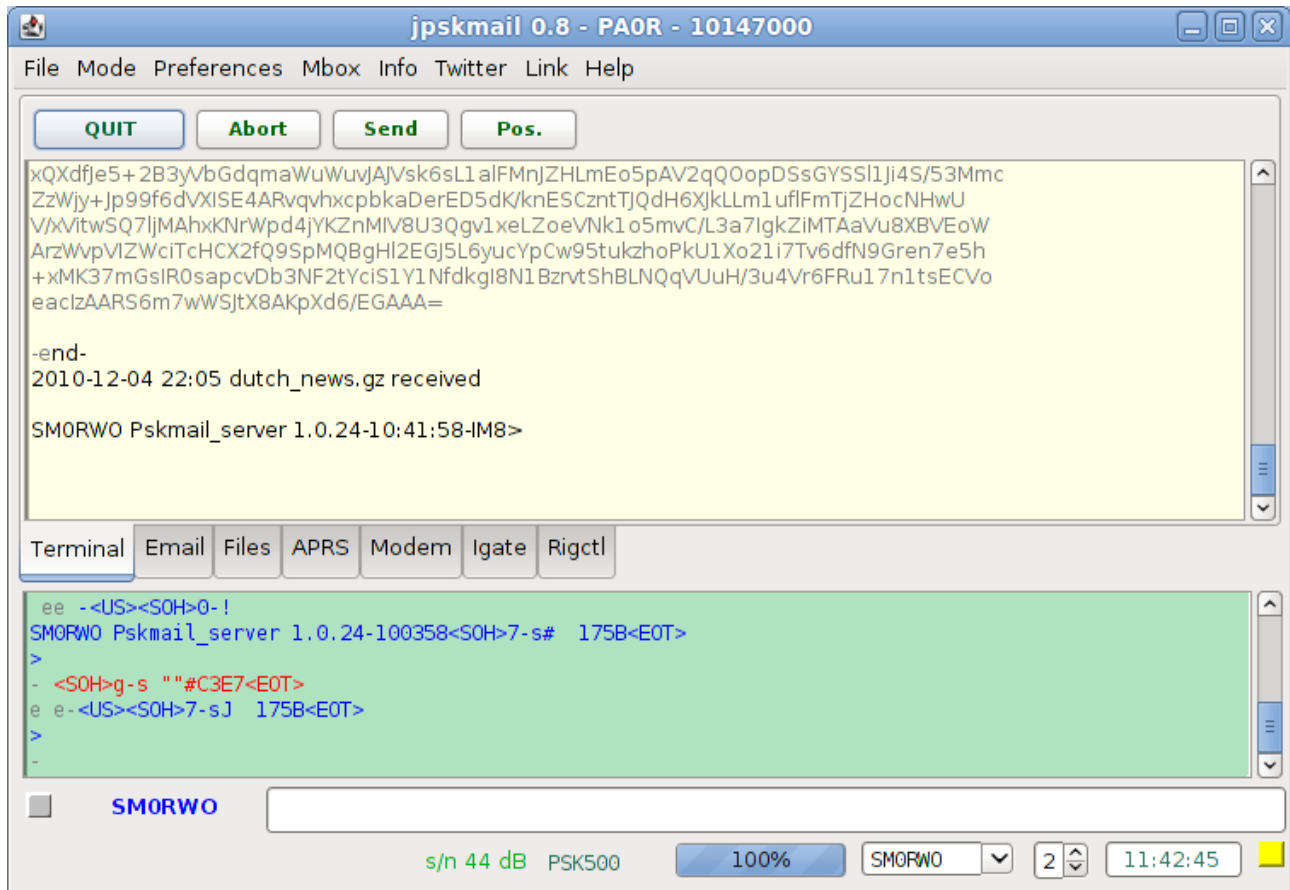 jpskmail 0.8 - PA0R - 10147000
File Mode Preferences Mbox Info Twitter Link Help
QUIT Abort Send Pos.
xQXdfJe5+2B3yVbGdqmaWuWuvJAJVsk6sL1alFMnJZHLmEo5pAV2qQOopDSsGYSSl1Ji4S/53Mmc
ZzWjy+Jp99f6dVXISE4ARvqvhxcpbkaDerED5dK/knESCzntTJQdH6XJkLLm1uflFmTjZHocNHwU
V/xVitwSQ7ljMAhxKNrWpd4jYKZnMIV8U3Qgv1xeLZoeVNk1o5mvC/L3a7IgkZiMTAaVu8XBVEoW
ArzWvpVIZWciTcHCX2fQ9SpMQBgHl2EGJ5L6yucYpCw95tukzhoPkU1Xo21i7Tv6dfN9Gren7e5h
+xMK37mGsIR0sapcvDb3NF2tYciS1Y1NfdkgI8N1BzrvtShBLNQqVUuH/3u4Vr6FRu17n1tsECVo
eacIzAARS6m7wWSJtX8AKpXd6/EGAAA=
-end-
2010-12-04 22:05 dutch_news.gz received
SM0RWO Pskmail_server 1.0.24-10:41:58-IM8>
Terminal Email Files APRS Modem Igate Rigctl
ee -<US><SOH>0-!
SM0RWO Pskmail_server 1.0.24-100358<SOH>7-s# 175B<EOT>
>
- <SOH>g-s ""#C3E7<EOT>
e e-<US><SOH>7-sJ 175B<EOT>
>
-
SM0RWO
s/n 44 dB PSK500 100% SM0RWO 2 11:42:45